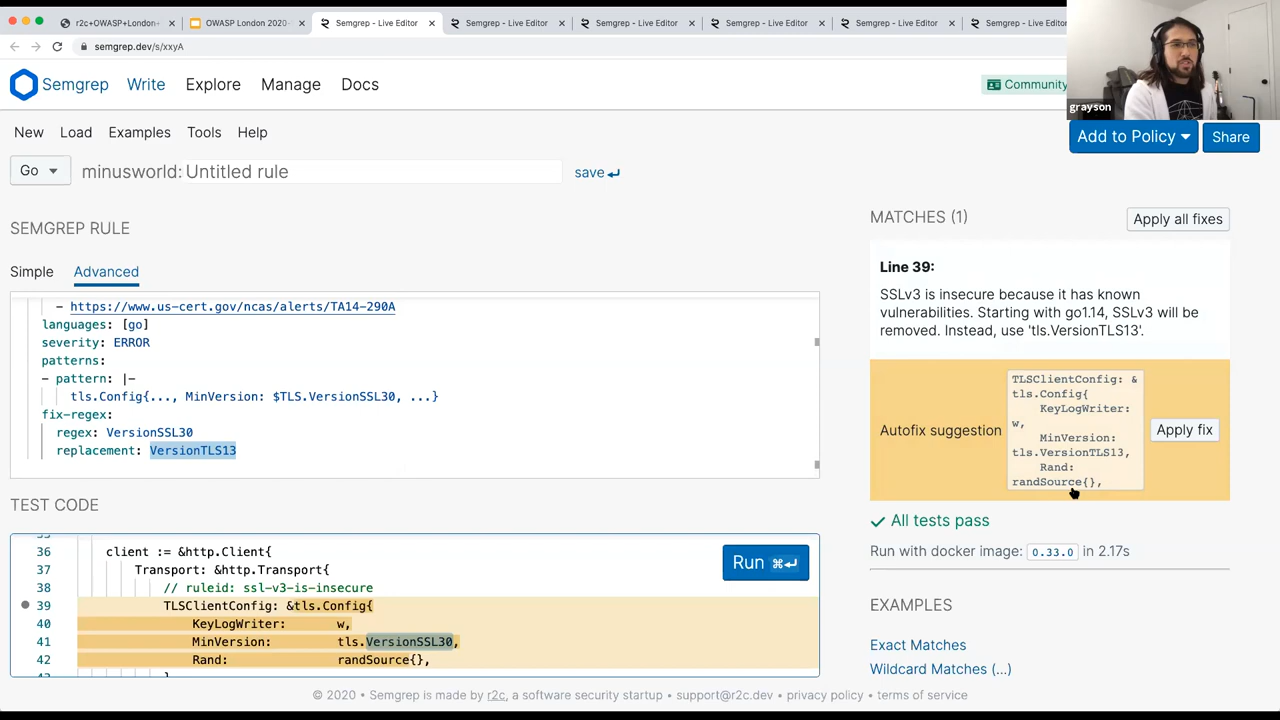 r2c+OWASP+London+
OWASP London 2020-
Semgrep - Live Editor
Semgrep - Live Editor
Semgrep - Live Editor
Semgrep - Live Editor
Semgrep - Live Editor
Semgrep - Live Edito
semgrep.dev/s/xxyA
Semgrep Write Explore Manage Docs
Community
grayson
New Load Examples Tools Help
Add to Policy Share
Go minusworld: Untitled rule save
SEMGREP RULE
Simple Advanced
- https://www.us-cert.gov/ncas/alerts/TA14-290A
languages: [go]
severity: ERROR
patterns:
- pattern: |-
tls.Config{..., MinVersion: $TLS.VersionSSL30, ...}
fix-regex:
regex: VersionSSL30
replacement: VersionTLS13
TEST CODE
36 client := &http.Client{
37 Transport: &http.Transport{
38 // ruleid: ssl-v3-is-insecure
39 TLSClientConfig: &tls.Config{
40 KeyLogWriter: w,
41 MinVersion: tls.VersionSSL30,
42 Rand: randSource{},
Run
MATCHES (1)
Apply all fixes
Line 39:
SSLv3 is insecure because it has known
vulnerabilities. Starting with go1.14, SSLv3 will be
removed. Instead, use 'tls.VersionTLS13'.
Autofix suggestion
TLSClientConfig: &
tls.Config{
KeyLogWriter:
w,
MinVersion:
tls.VersionTLS13,
Rand:
randSource{},
Apply fix
All tests pass
Run with docker image: 0.33.0 in 2.17s
EXAMPLES
Exact Matches
Wildcard Matches (...)
© 2020 • Semgrep is made by r2c, a software security startup • support@r2c.dev • privacy policy • terms of service